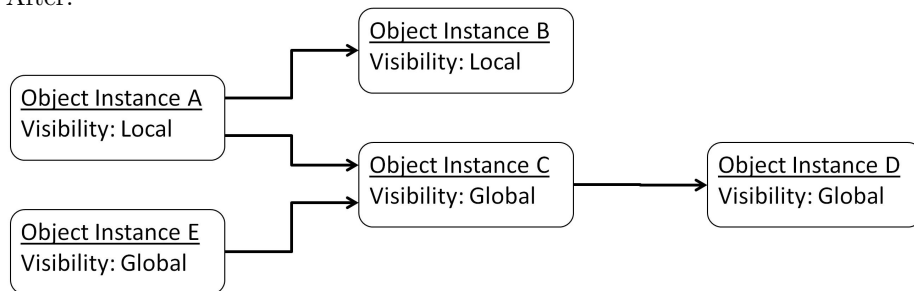 After:
Object Instance B
Visibility: Local
Object Instance A
Visibility: Local
Object Instance C
Visibility: Global
Object Instance D
Visibility: Global
Object Instance E
Visibility: Global